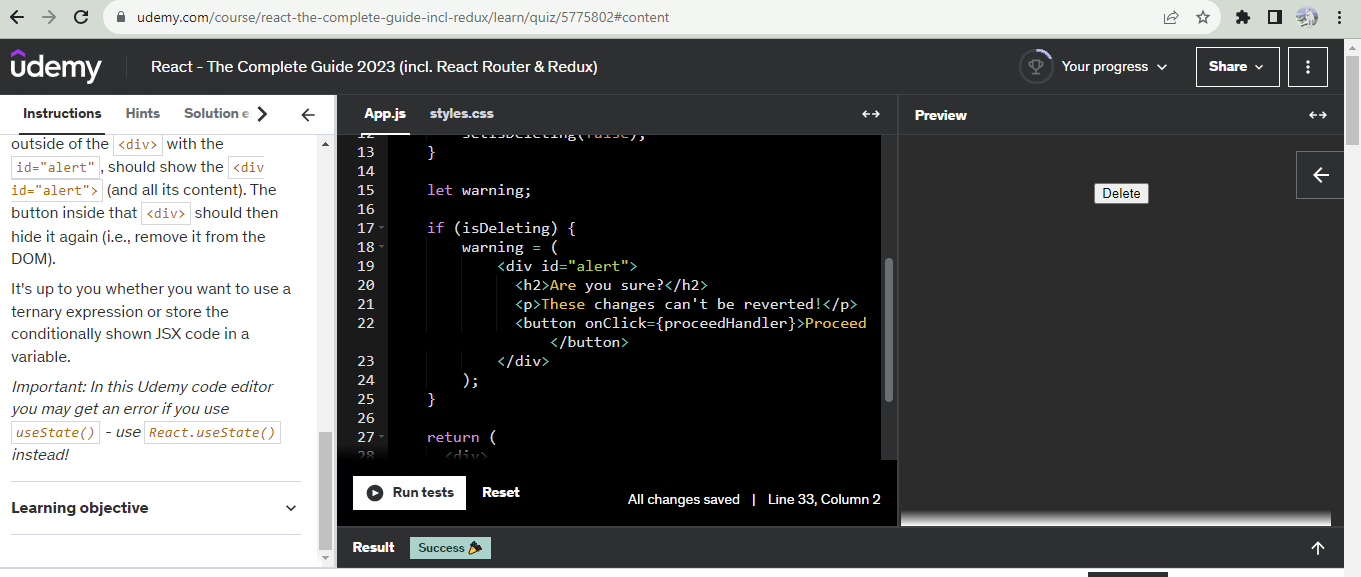 udemy.com/course/react-the-complete-guide-incl-redux/learn/quiz/5775802#content
udemy
React - The Complete Guide 2023 (incl. React Router & Redux)
Your progress
Share
Instructions
Hints
Solution e
outside of the <div> with the
id="alert", should show the <div
id="alert"> (and all its content). The
button inside that <div> should then
hide it again (i.e., remove it from the
DOM).
It's up to you whether you want to use a
ternary expression or store the
conditionally shown JSX code in a
variable.
Important: In this Udemy code editor
you may get an error if you use
useState() - use React.useState()
instead!
Learning objective
App.js
styles.css
12 setIsDeleting(false);
13 }
14
15 let warning;
16
17 if (isDeleting) {
18 warning = (
19 <div id="alert">
20 <h2>Are you sure?</h2>
21 <p>These changes can't be reverted!</p>
22 <button onClick={proceedHandler}>Proceed
</button>
23 </div>
24 );
25 }
26
27 return (
28 <div>
Run tests
Reset
All changes saved | Line 33, Column 2
Result
Success
Preview
Delete